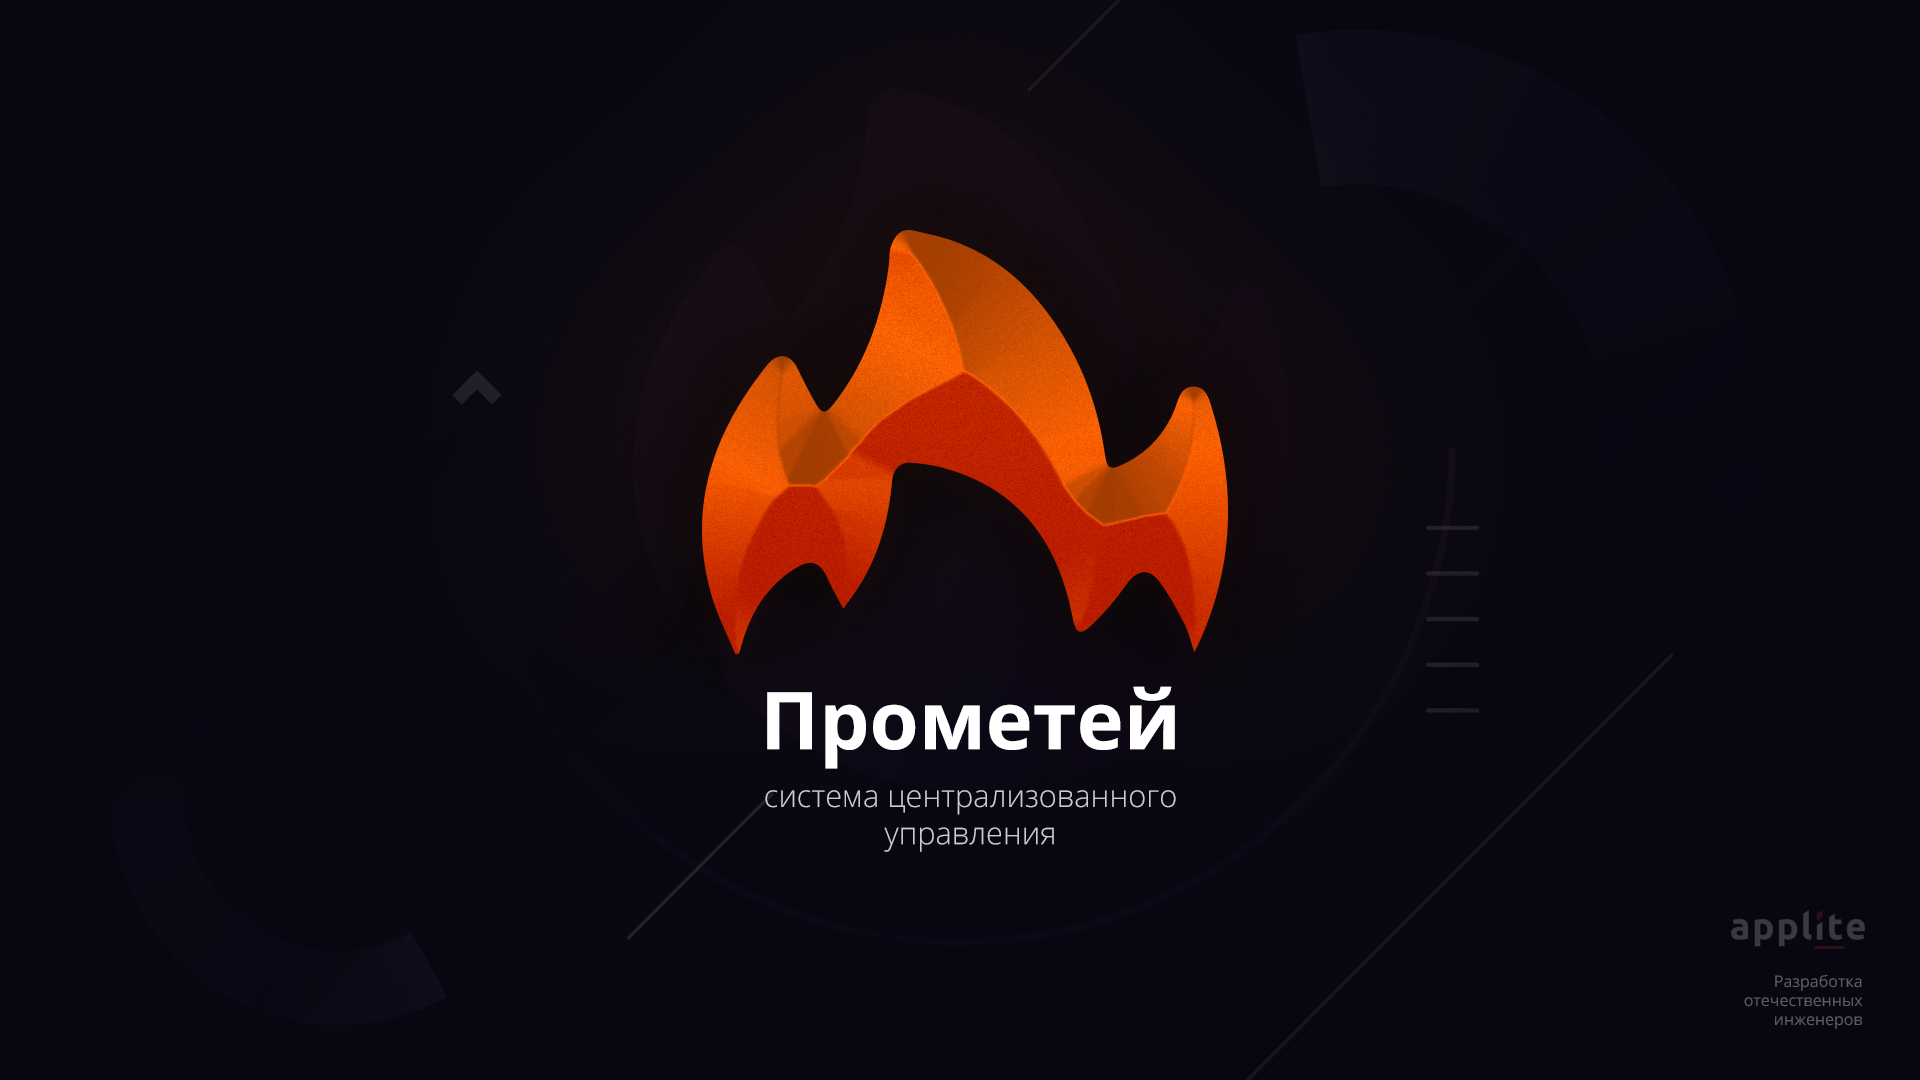 Прометей
система централизованного
управления
applite
Разработка
отечественных
инженеров